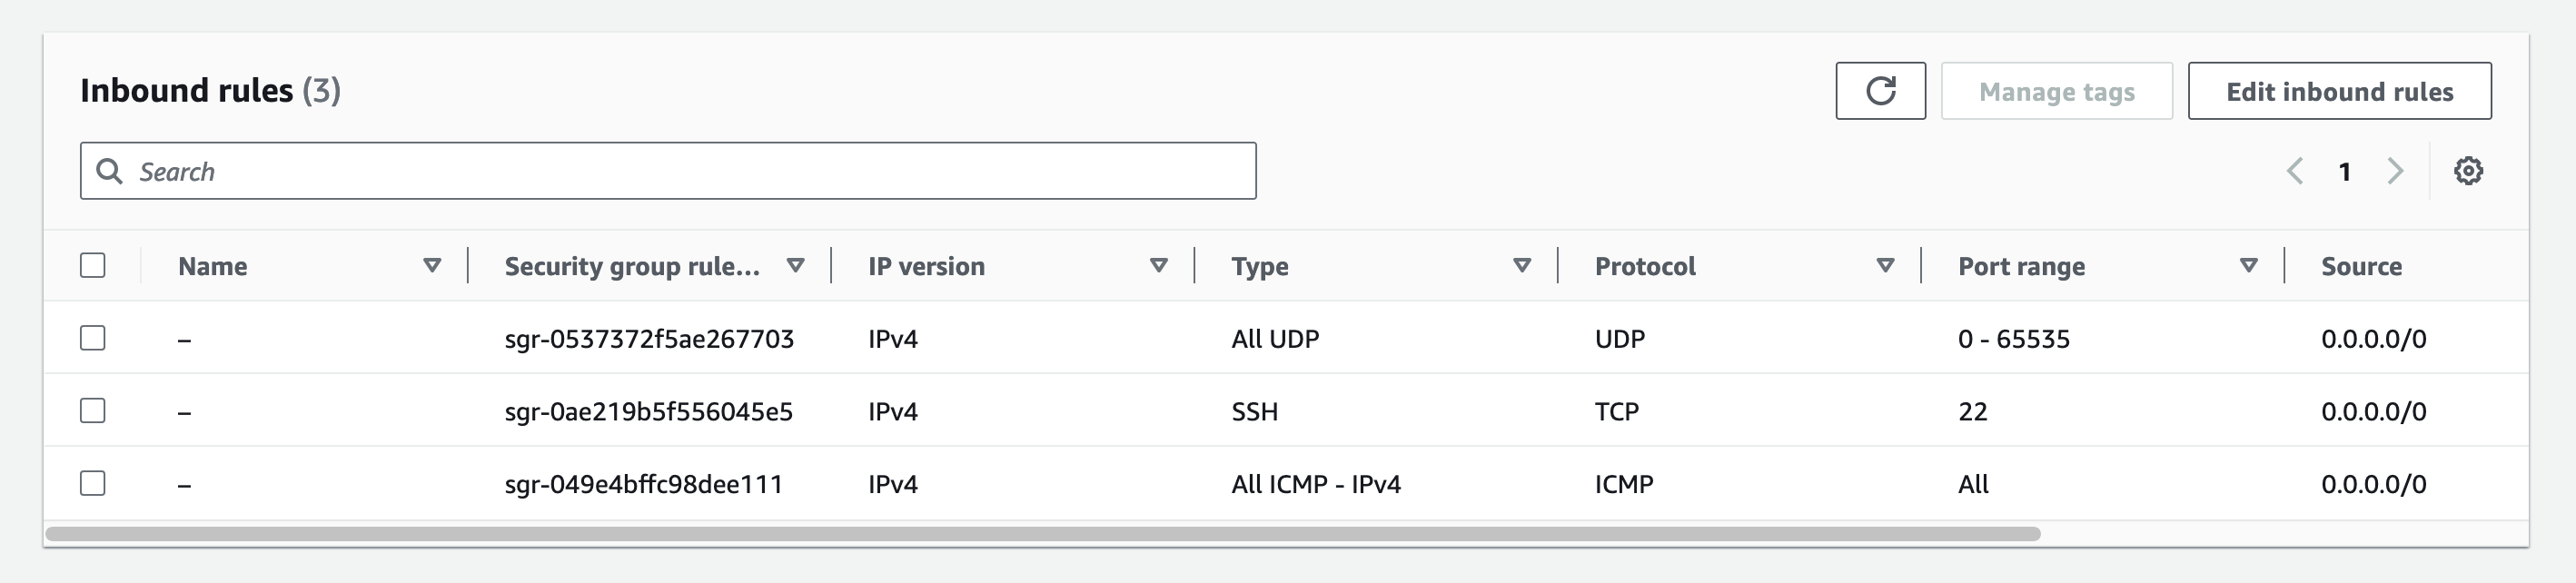 Inbound rules (3)
Manage tags
Edit inbound rules
Search
1
Name Security group rule... IP version Type Protocol Port range Source
– sgr-0537372f5ae267703 IPv4 All UDP UDP 0 - 65535 0.0.0.0/0
– sgr-0ae219b5f556045e5 IPv4 SSH TCP 22 0.0.0.0/0
– sgr-049e4bffc98dee111 IPv4 All ICMP - IPv4 ICMP All 0.0.0.0/0